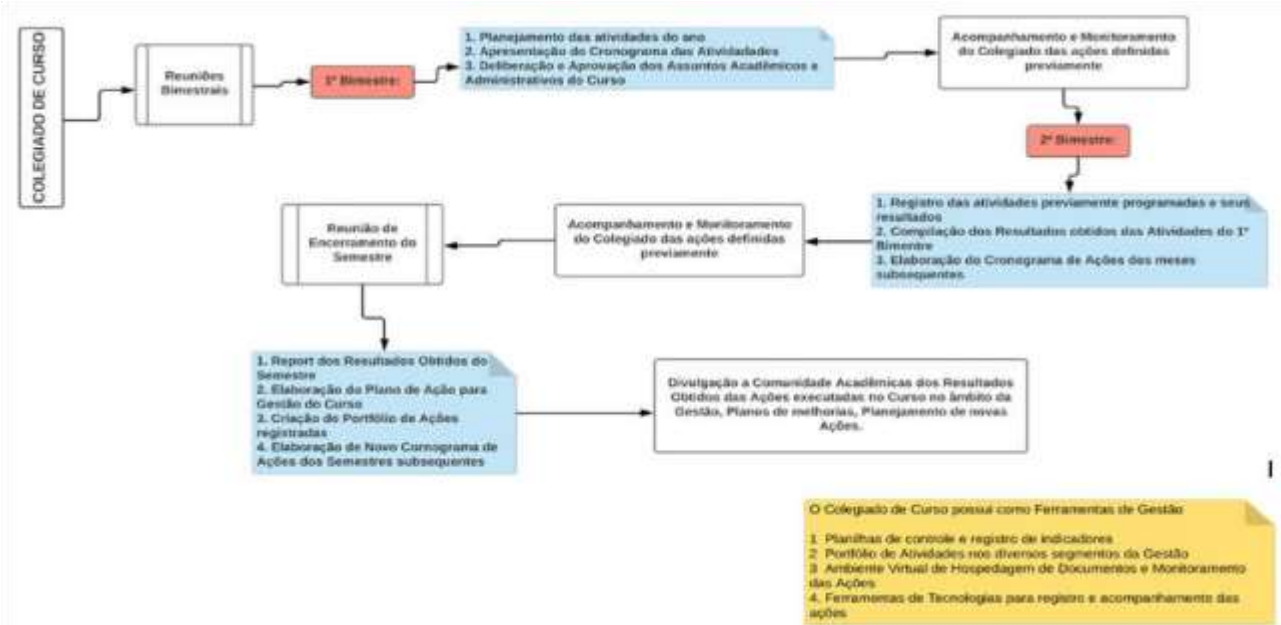 COLEGIADO DE CURSO
Reuniões
Bimestrais
1º Bimestre:
1. Planejamento das atividades do ano
2. Apresentação do Cronograma das Atividadades
3. Deliberação e Aprovação dos Assuntos Acadêmicos e
Administrativos do Curso
Acompanhamento e Monitoramento
do Colegiado das ações definidas
previamente
2º Bimestre:
1. Registro das atividades previamente programadas e seus
resultados
2. Compilação dos Resultados obtidos das Atividades do 1º
Bimentre
3. Elaboração do Cronograma de Ações dos meses
subsequentes
Acompanhamento e Monitoramento
do Colegiado das ações definidas
previamente
Reunião de
Encerramento do
Semestre
1. Report dos Resultados Obtidos do
Semestre
2. Elaboração do Plano de Ação para
Gestão do Curso
3. Criação do Portfólio de Ações
registradas
4. Elaboração de Novo Cornograma de
Ações dos Semestres subsequentes
Divulgação a Comunidade Acadêmicas dos Resultados
Obtidos das Ações executadas no Curso no âmbito da
Gestão, Planos de melhorias, Planejamento de novas
Ações.
O Colegiado de Curso possui como Ferramentas de Gestão
1 Planilhas de controle e registro de indicadores
2 Portfólio de Atividades nos diversos segmentos da Gestão
3 Ambiente Virtual de Hospedagem de Documentos e Monitoramento
das Ações
4. Ferramentas de Tecnologias para registro e acompanhamento das
ações